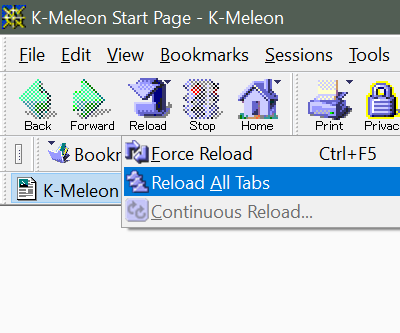 K-Meleon Start Page - K-Meleon
File Edit View Bookmarks Sessions Tools
Back Forward Reload Stop Home Print Privac
Bookm
Force Reload Ctrl+F5
K-Meleon
Reload All Tabs
Continuous Reload...